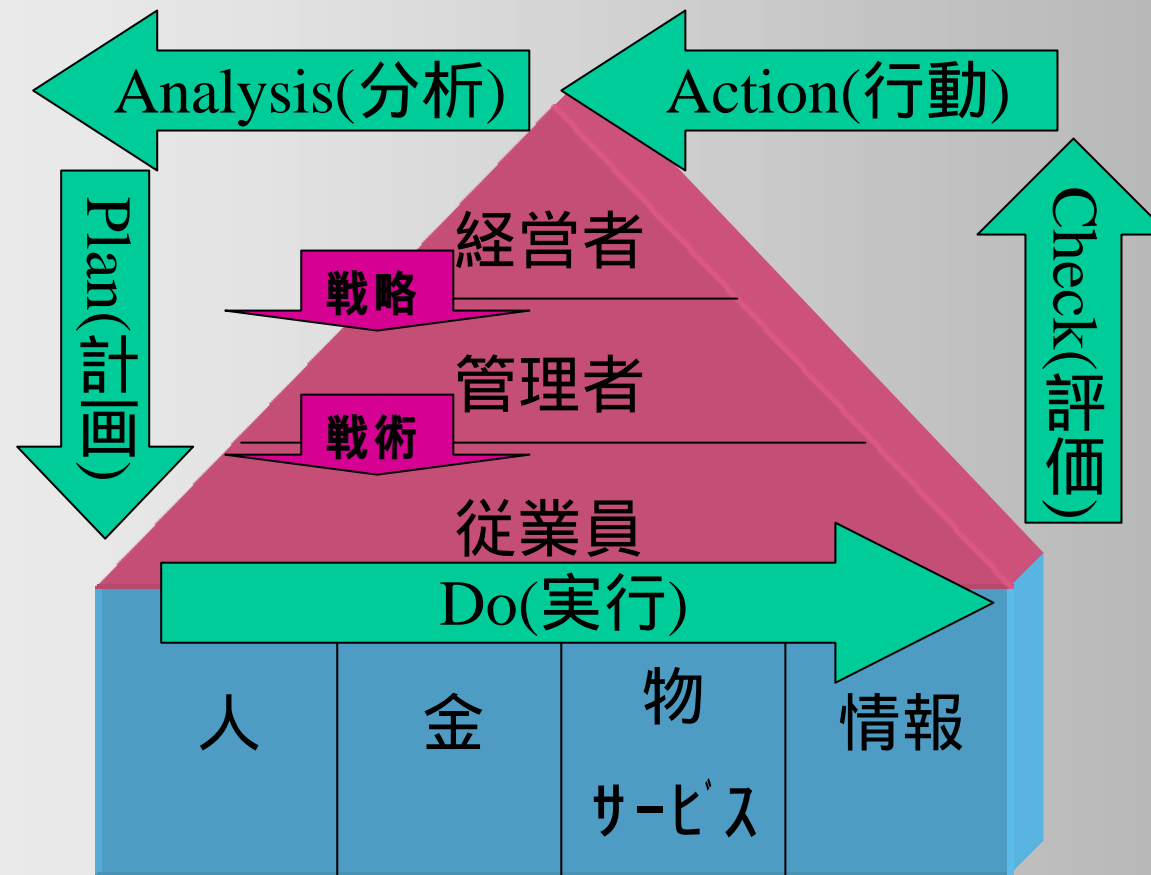 Analysis(分析)
Action(行動)
Plan(計画)
Check(評価)
経営者
戦略
管理者
戦術
従業員
Do(実行)
人
金
物
ｻｰﾋﾞｽ
情報